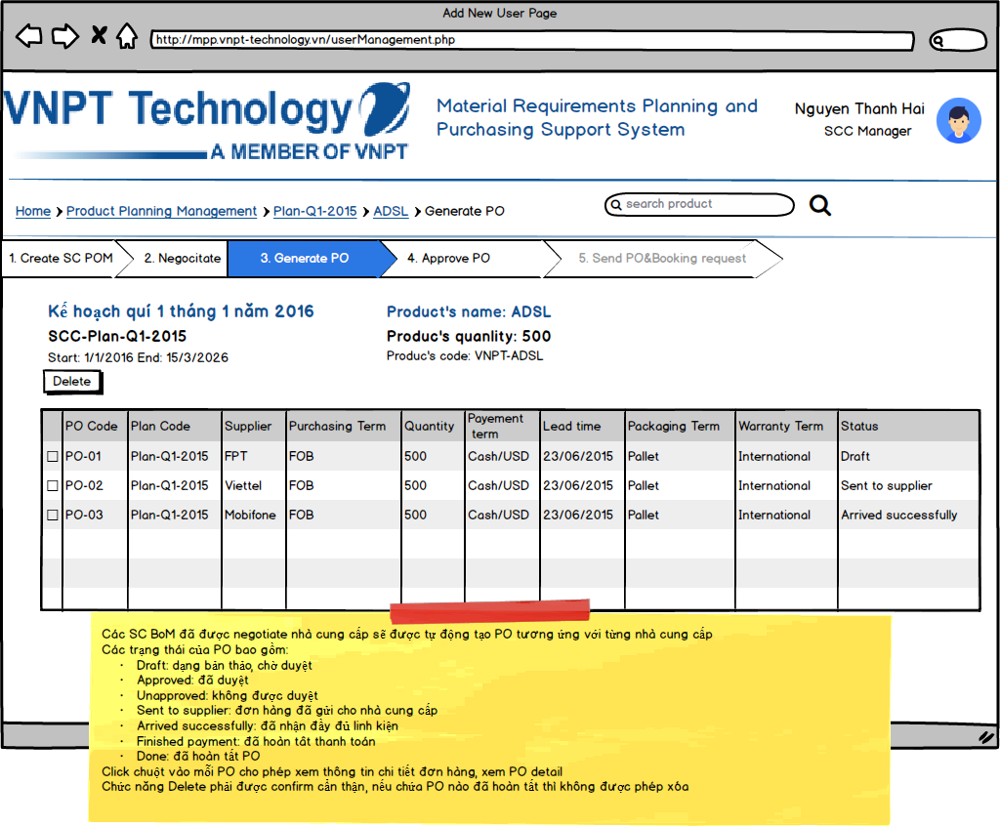 Add New User Page
http://mpp.vnpt-technology.vn/userManagement.php
VNPT Technology
A MEMBER OF VNPT
Material Requirements Planning and
Purchasing Support System
Nguyen Thanh Hai
SCC Manager
Home Product Planning Management Plan-Q1-2015 ADSL Generate PO
search product
1. Create SC POM 2. Negocitate 3. Generate PO 4. Approve PO 5. Send PO&Booking request
Kế hoạch quí 1 tháng 1 năm 2016
Product's name: ADSL
SCC-Plan-Q1-2015
Produc's quanlity: 500
Start: 1/1/2016 End: 15/3/2026
Produc's code: VNPT-ADSL
Delete
PO Code Plan Code Supplier Purchasing Term Quantity Payement term Lead time Packaging Term Warranty Term Status
PO-01 Plan-Q1-2015 FPT FOB 500 Cash/USD 23/06/2015 Pallet International Draft
PO-02 Plan-Q1-2015 Viettel FOB 500 Cash/USD 23/06/2015 Pallet International Sent to supplier
PO-03 Plan-Q1-2015 Mobifone FOB 500 Cash/USD 23/06/2015 Pallet International Arrived successfully
Các SC BoM đã được negotiate nhà cung cấp sẽ được tự động tạo PO tương ứng với từng nhà cung cấp
Các trạng thái của PO bao gồm:
· Draft: dạng bản thảo, chờ duyệt
· Approved: đã duyệt
· Unapproved: không được duyệt
· Sent to supplier: đơn hàng đã gửi cho nhà cung cấp
· Arrived successfully: đã nhận đầy đủ linh kiện
· Finished payment: đã hoàn tât thanh toán
· Done: đã hoàn tất PO
Click chuột vào mỗi PO cho phép xem thông tin chi tiết đơn hàng, xem PO detail
Chức năng Delete phải được confirm cẩn thận, nếu chứa PO nào đã hoàn tất thì không được phép xóa